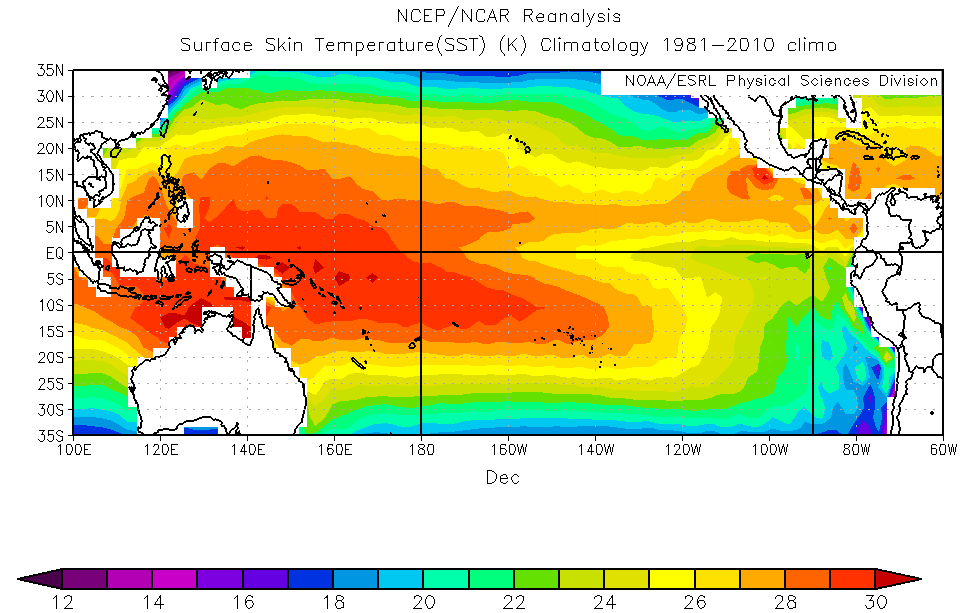 NCEP/NCAR Reanalysis
Surface Skin Temperature(SST) (K) Climatology 1981-2010 climo
NOAA/ESRL Physical Sciences Division
35N
30N
25N
20N
15N
10N
5N
EQ
5S
10S
15S
20S
25S
30S
35S
100E 120E 140E 160E 180 160W 140W 120W 100W 80W 60W
Dec
12 14 16 18 20 22 24 26 28 30